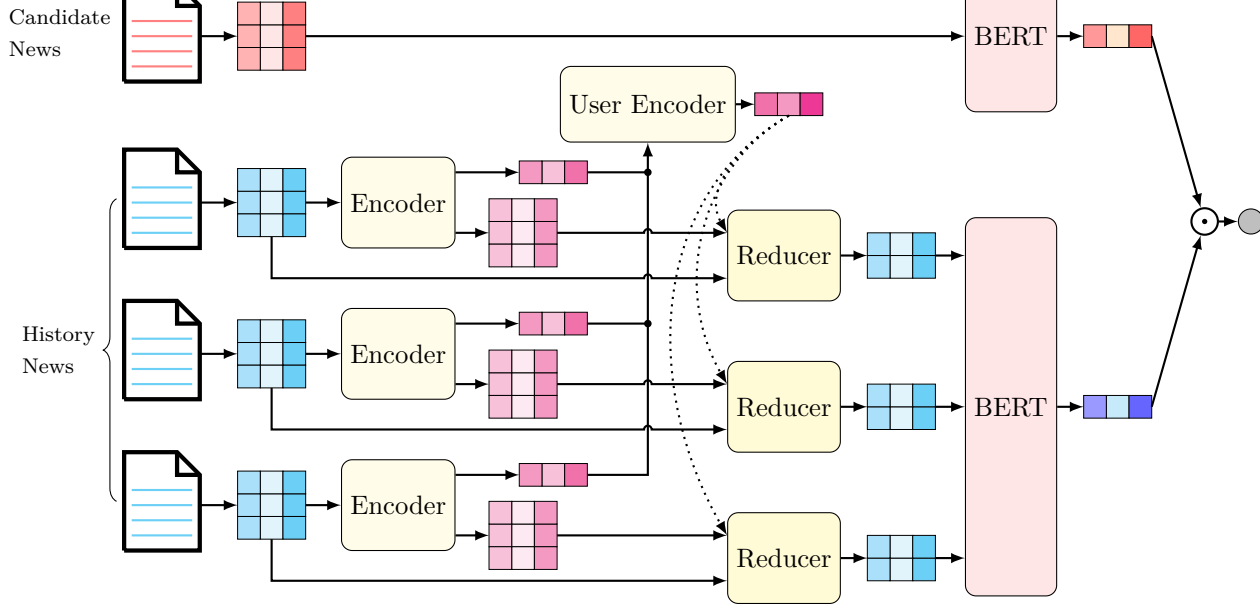 Candidate
News
BERT
User Encoder
Encoder
Reducer
History
News
Encoder
Reducer
BERT
Encoder
Reducer